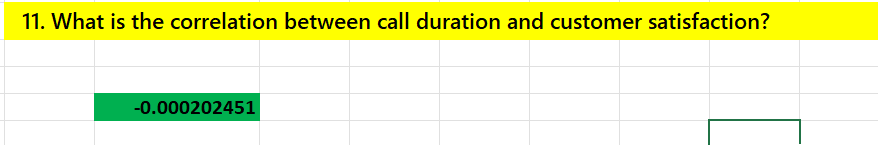 11. What is the correlation between call duration and customer satisfaction?
-0.000202451